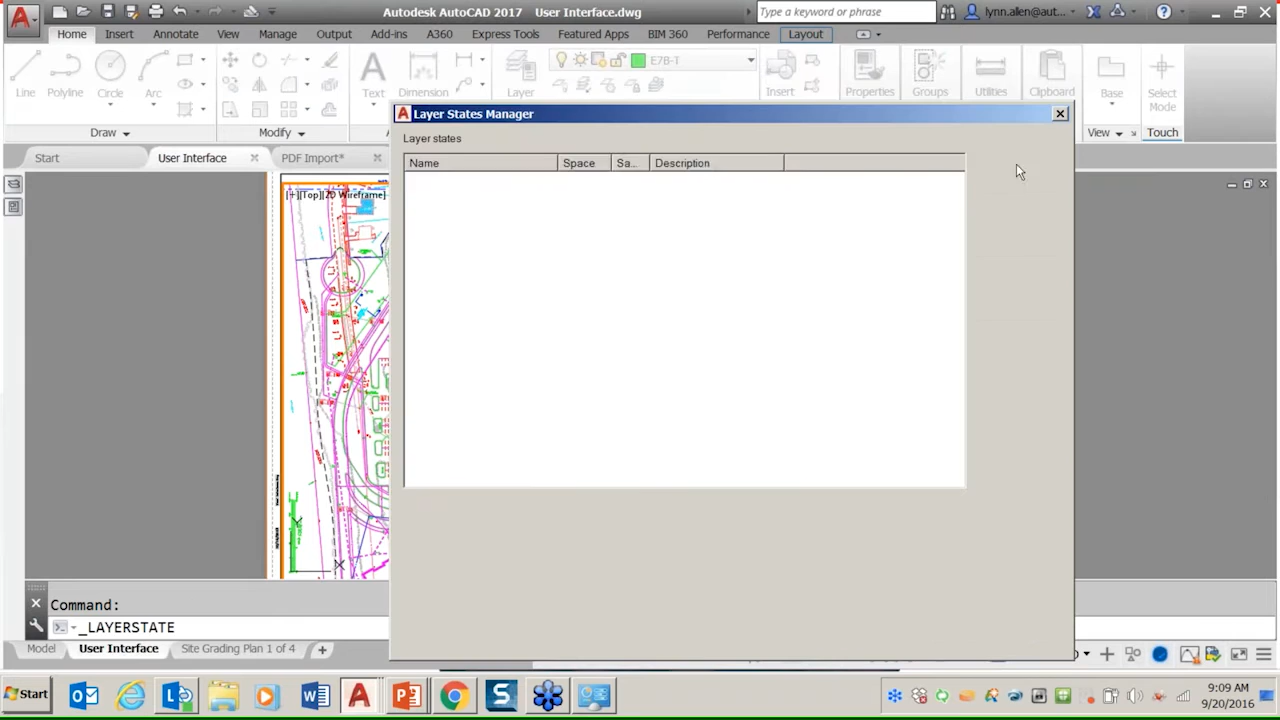 Autodesk AutoCAD 2017 User Interface.dwg
Type a keyword or phrase
lynn.allen@aut...
Home Insert Annotate View Manage Output Add-ins A360 Express Tools Featured Apps BIM 360 Performance Layout
E7B-T
Line Polyline Circle Arc Text Dimension Layer Insert Properties Groups Utilities Clipboard Base Select Mode
Draw Modify View Touch
Layer States Manager
Layer states
Name Space Sa... Description
Start User Interface PDF Import*
[+][Top][2D Wireframe]
Command:
_LAYERSTATE
Model User Interface Site Grading Plan 1 of 4
Start
9:09 AM
9/20/2016